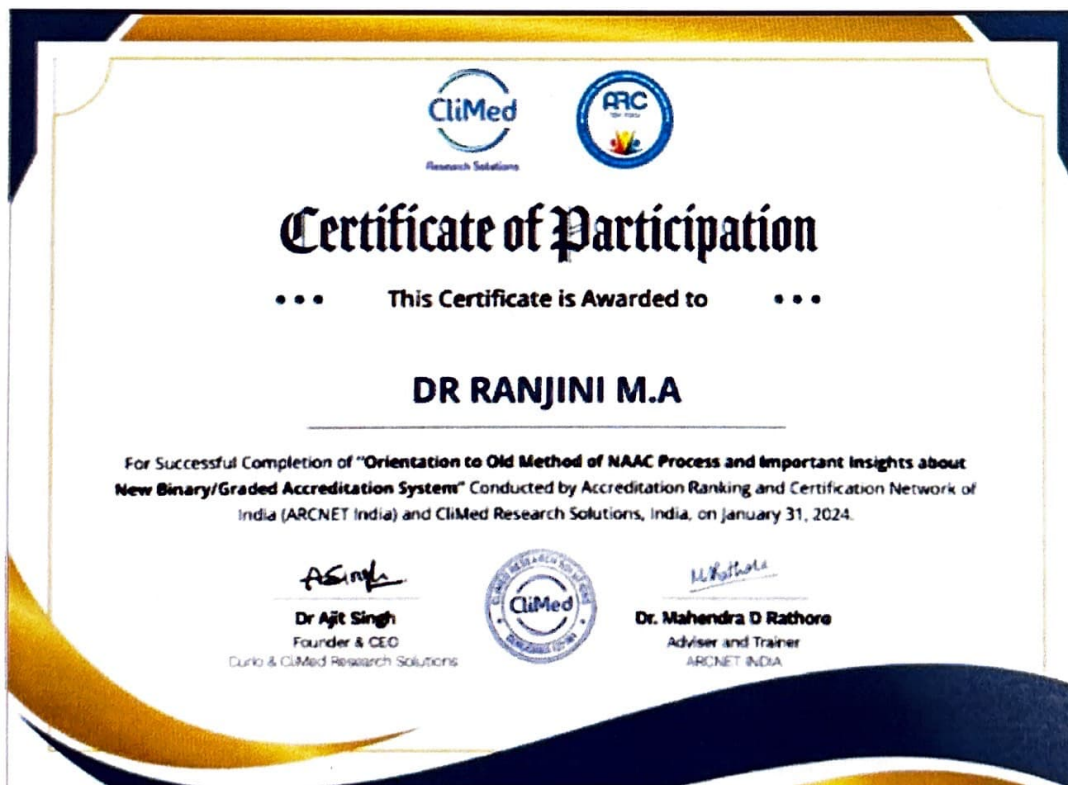 CliMed
Research Solutions
ARC
Certificate of Participation
This Certificate is Awarded to
DR RANJINI M.A
For Successful Completion of "Orientation to Old Method of NAAC Process and Important Insights about
New Binary/Graded Accreditation System" Conducted by Accreditation Ranking and Certification Network of
India (ARCNET India) and CliMed Research Solutions, India, on January 31, 2024.
ASingh
CliMed
Dr Ajit Singh
Founder & CEO
Curio & CliMed Research Solutions
Dr. Mahendra D Rathore
Adviser and Trainer
ARCNET INDIA